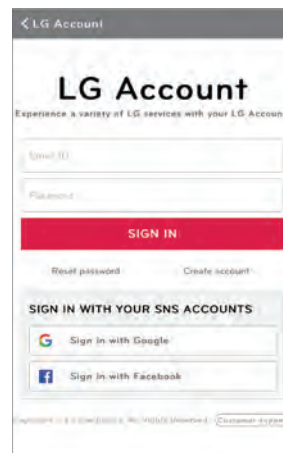 LG Account
LG Account
Experience a variety of LG services with your LG Accoun
Email ID
Password
SIGN IN
Reset password Create account
SIGN IN WITH YOUR SNS ACCOUNTS
Sign in with Google
Sign in with Facebook
Customer